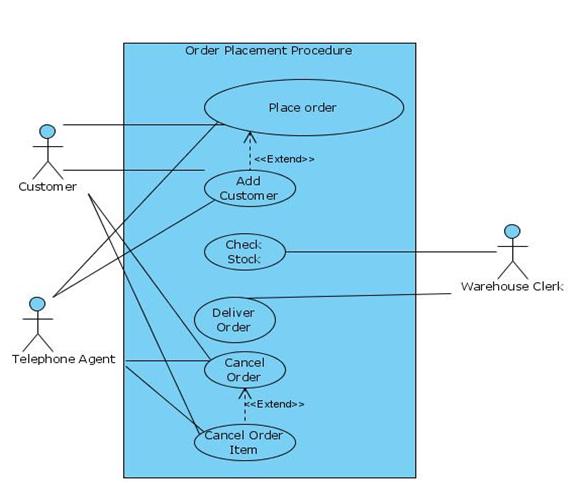 Order Placement Procedure
Place order
<<Extend>>
Add
Customer
Customer
Check
Stock
Warehouse Clerk
Deliver
Order
Telephone Agent
Cancel
Order
<<Extend>>
Cancel Order
Item